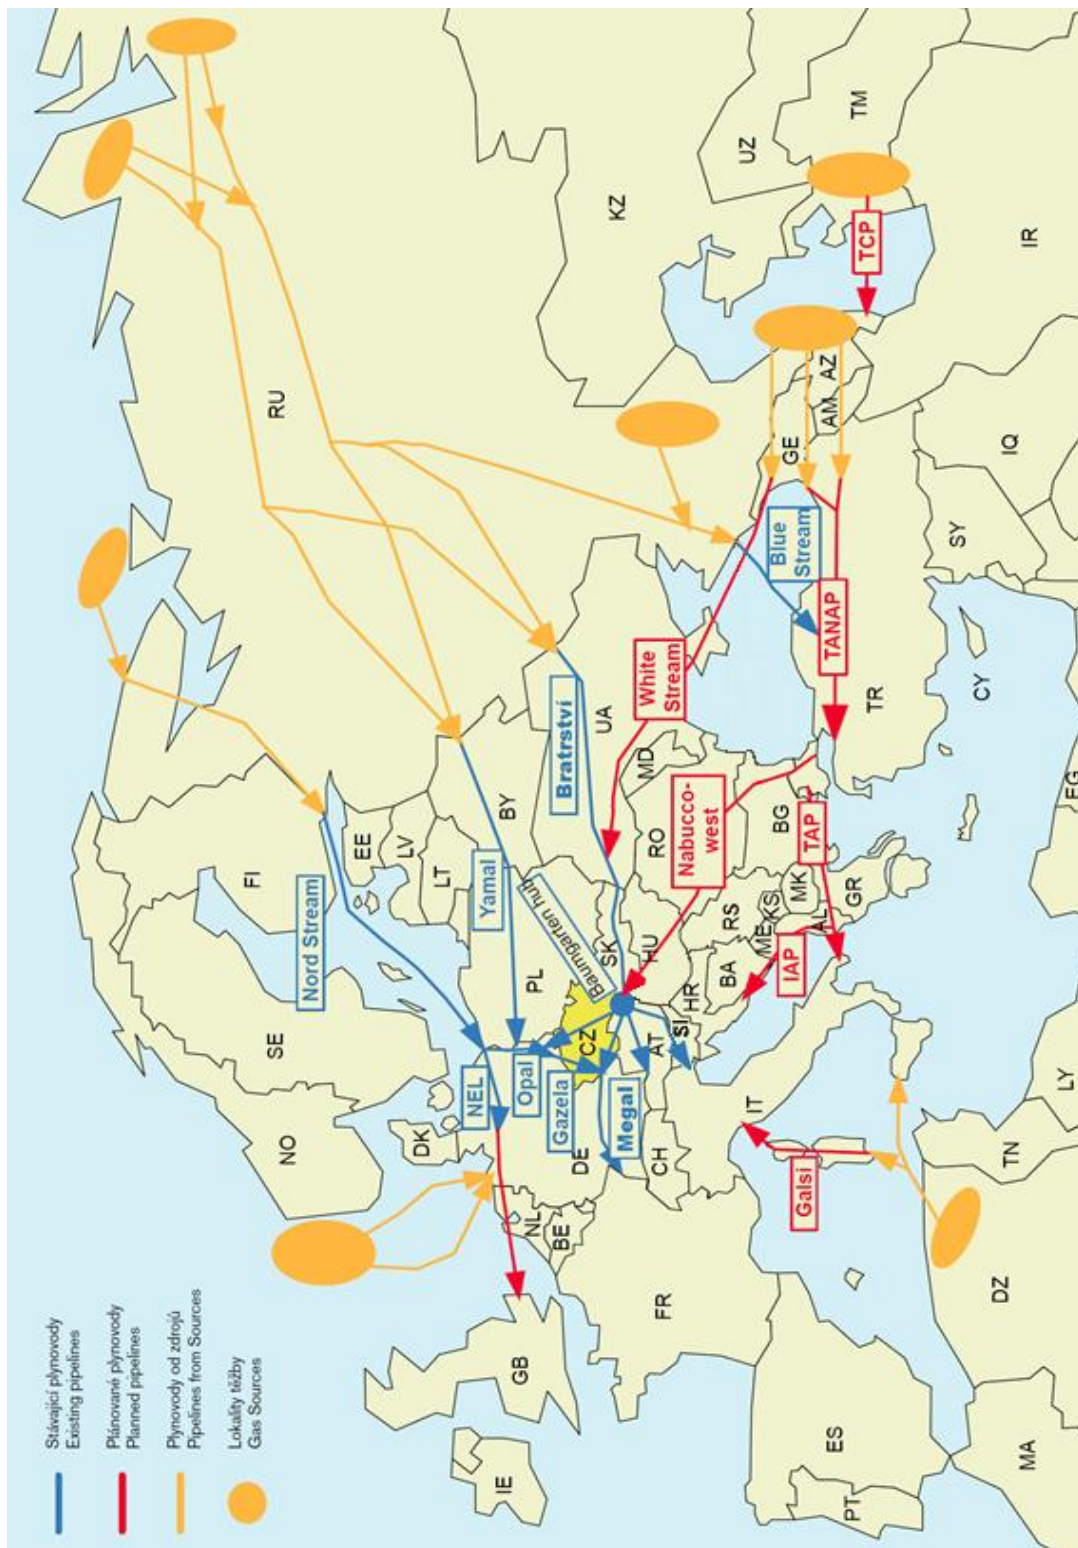 Stávající plynovody
Existing pipelines
Plánované plynovody
Planned pipelines
Plynovody od zdrojů
Pipelines from Sources
Lokality těžby
Gas Sources
RU
KZ
UZ
TM
IR
TCP
AZ
AM
GE
IQ
SY
Blue
Stream
TANAP
TR
CY
EG
White
Stream
Bratrství
UA
MD
BY
Yamal
Nord Stream
FI
EE
LV
LT
SE
NO
DK
PL
Baumgarten hub
SK
HU
RO
Nabucco-
west
BG
TAP
MK
GR
AL
KS
ME
RS
BA
IAP
HR
SI
AT
CZ
NEL
Opal
Gazela
Megal
DE
CH
NL
BE
FR
GB
IE
IT
Galsi
LY
TN
DZ
ES
PT
MA